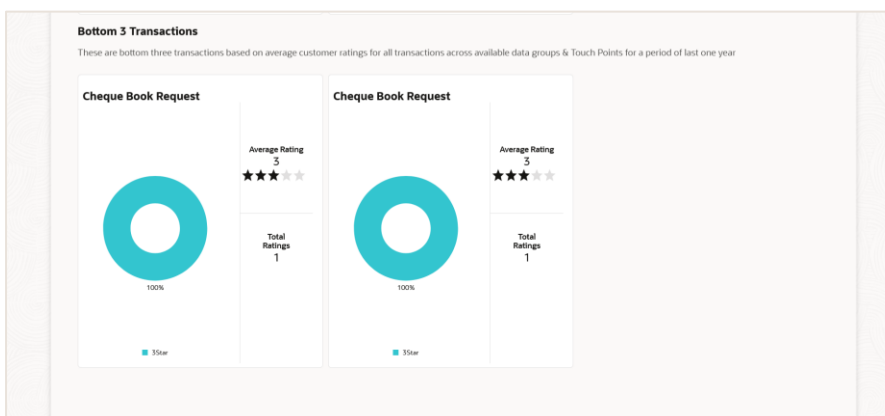 Bottom 3 Transactions
These are bottom three transactions based on average customer ratings for all transactions across available data groups & Touch Points for a period of last one year
Cheque Book Request
Average Rating
3
Total
Ratings
1
100%
3Star
Cheque Book Request
Average Rating
3
Total
Ratings
1
100%
3Star